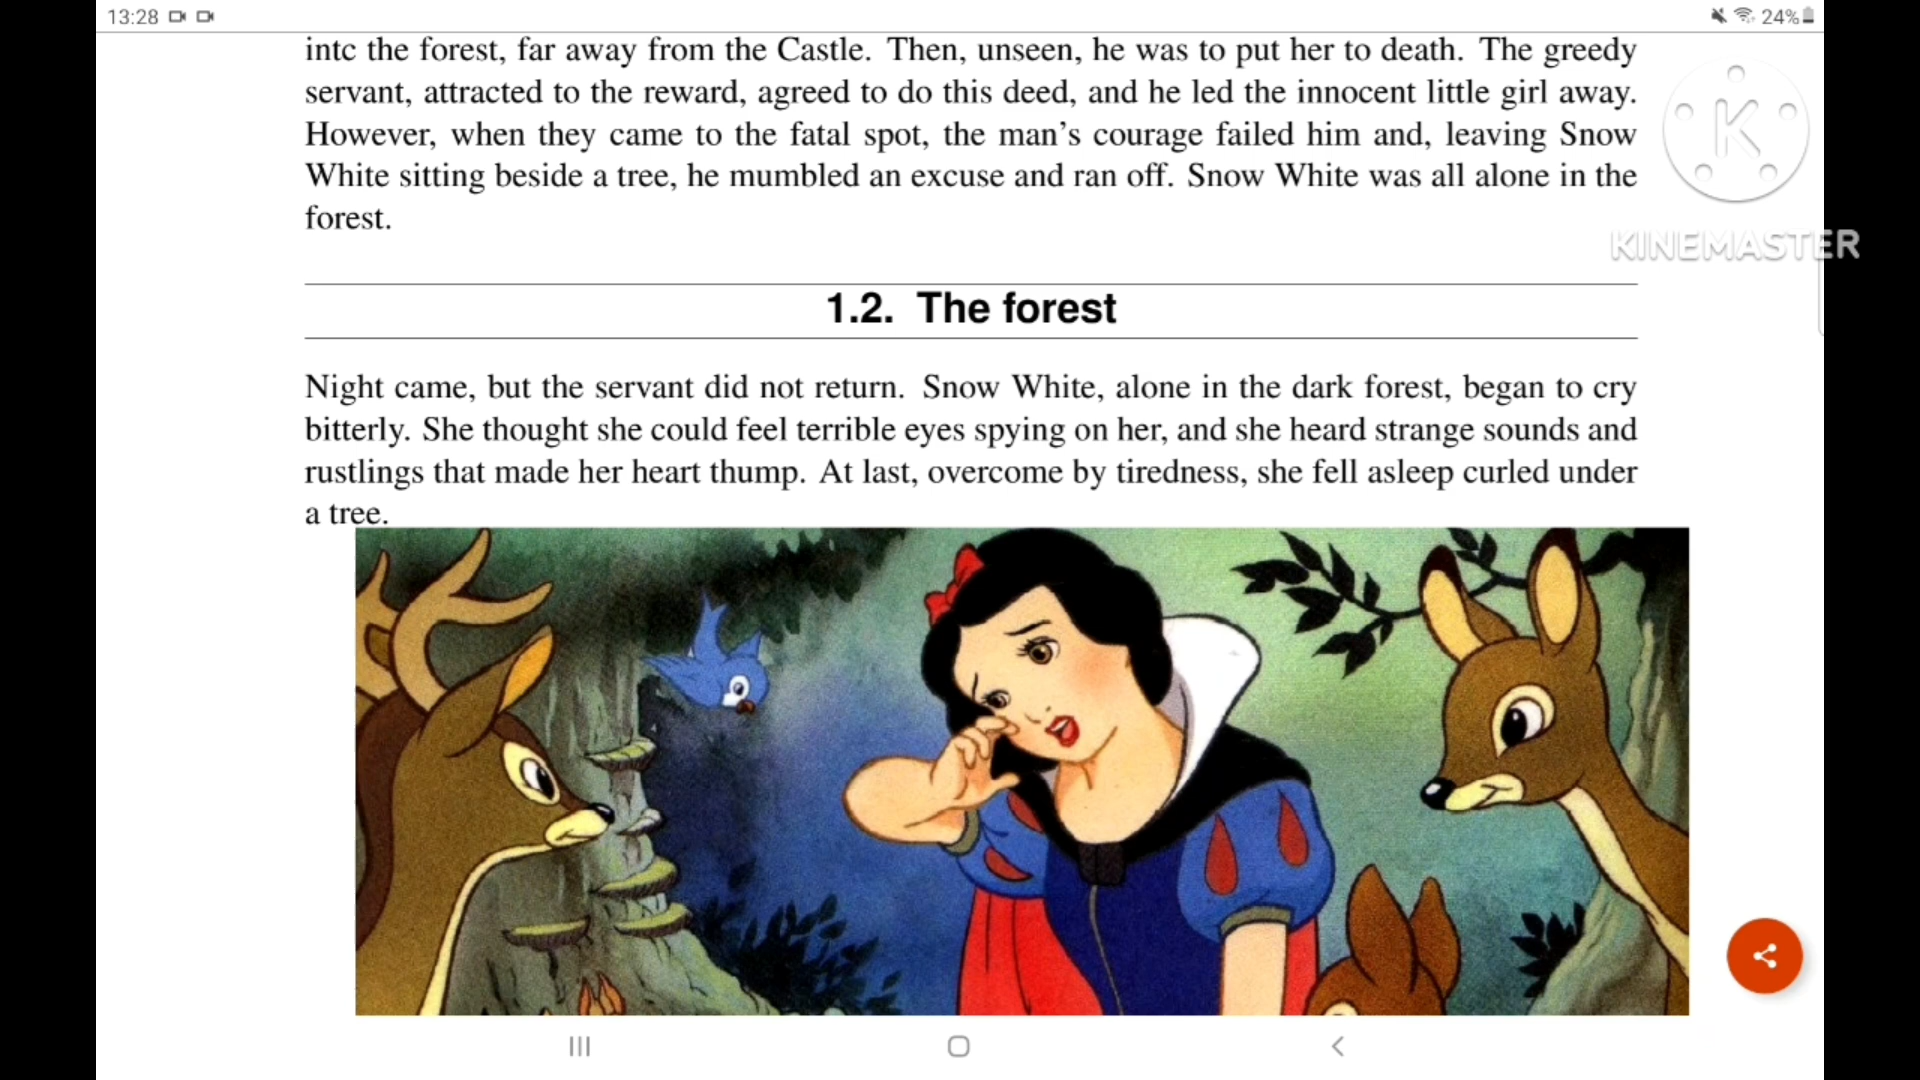 13:28
24%
intc the forest, far away from the Castle. Then, unseen, he was to put her to death. The greedy
servant, attracted to the reward, agreed to do this deed, and he led the innocent little girl away.
However, when they came to the fatal spot, the man's courage failed him and, leaving Snow
White sitting beside a tree, he mumbled an excuse and ran off. Snow White was all alone in the
forest.
K
KINEMASTER
1.2. The forest
Night came, but the servant did not return. Snow White, alone in the dark forest, began to cry
bitterly. She thought she could feel terrible eyes spying on her, and she heard strange sounds and
rustlings that made her heart thump. At last, overcome by tiredness, she fell asleep curled under
a tree.